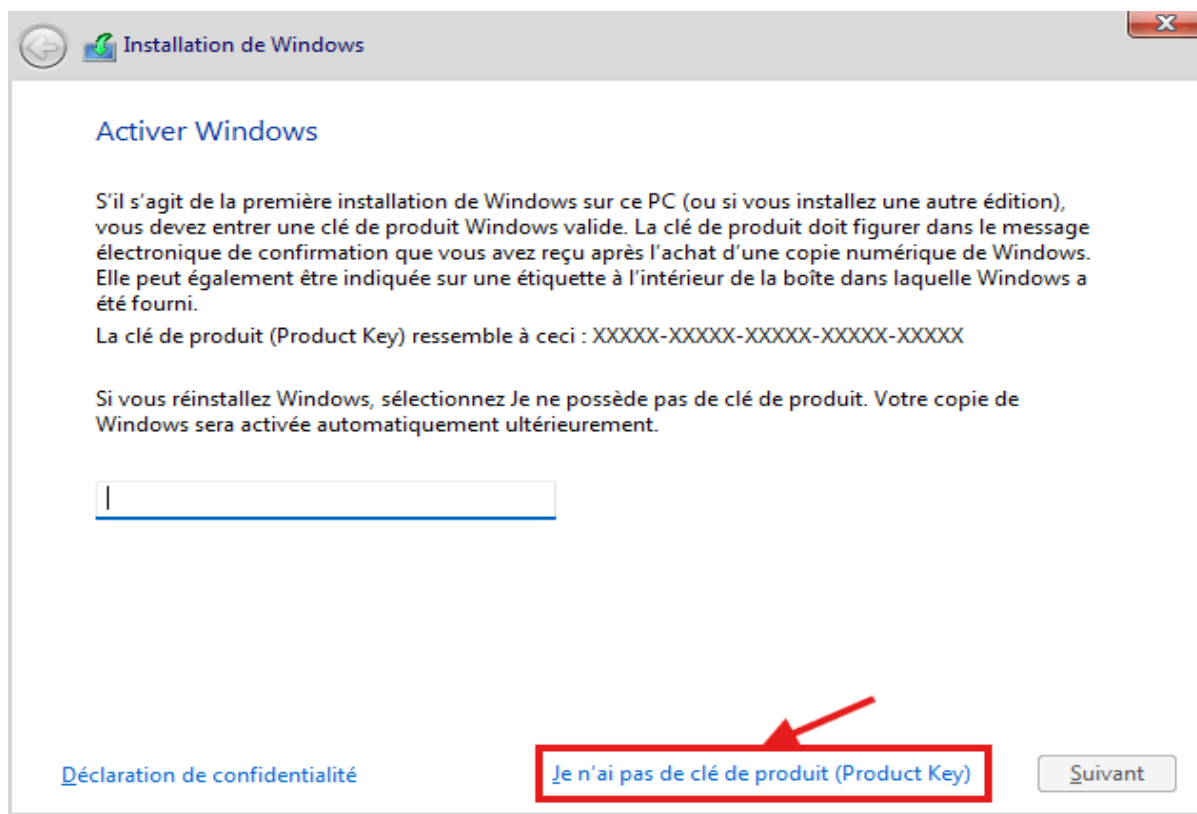 Installation de Windows
Activer Windows
S'il s'agit de la première installation de Windows sur ce PC (ou si vous installez une autre édition),
vous devez entrer une clé de produit Windows valide. La clé de produit doit figurer dans le message
électronique de confirmation que vous avez reçu après l'achat d'une copie numérique de Windows.
Elle peut également être indiquée sur une étiquette à l'intérieur de la boîte dans laquelle Windows a
été fourni.
La clé de produit (Product Key) ressemble à ceci : XXXXX-XXXXX-XXXXX-XXXXX-XXXXX
Si vous réinstallez Windows, sélectionnez Je ne possède pas de clé de produit. Votre copie de
Windows sera activée automatiquement ultérieurement.
Déclaration de confidentialité
Je n'ai pas de clé de produit (Product Key)
Suivant